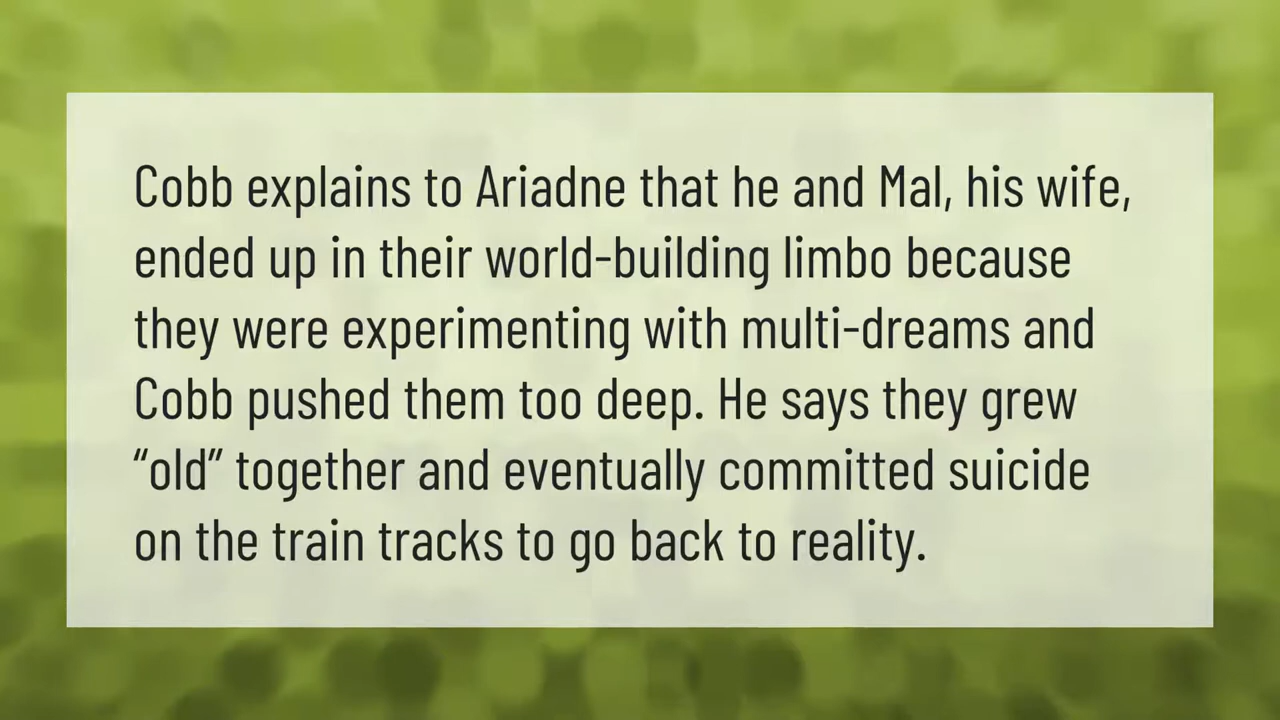 Cobb explains to Ariadne that he and Mal, his wife,
ended up in their world-building limbo because
they were experimenting with multi-dreams and
Cobb pushed them too deep. He says they grew
“old” together and eventually committed suicide
on the train tracks to go back to reality.